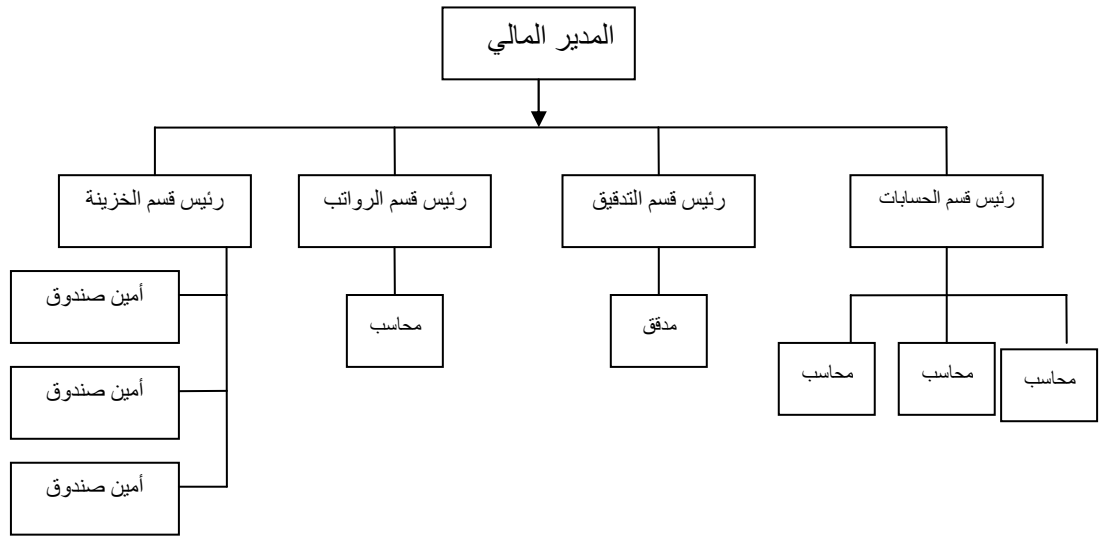 المدير المالي
رئيس قسم الحسابات
رئيس قسم التدقيق
رئيس قسم الرواتب
رئيس قسم الخزينة
محاسب
محاسب
محاسب
مدقق
محاسب
أمين صندوق
أمين صندوق
أمين صندوق